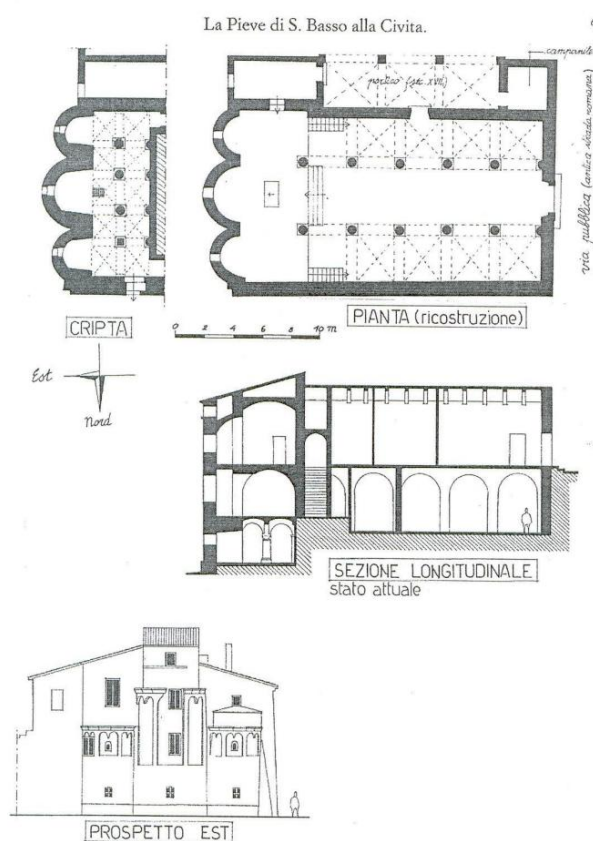 La Pieve di S. Basso alla Civita.
campanile
portico (sec. XVII)
via pubblica (antica strada romana)
CRIPTA
0 2 4 6 8 10 m
PIANTA (ricostruzione)
Est
Nord
SEZIONE LONGITUDINALE
stato attuale
PROSPETTO EST